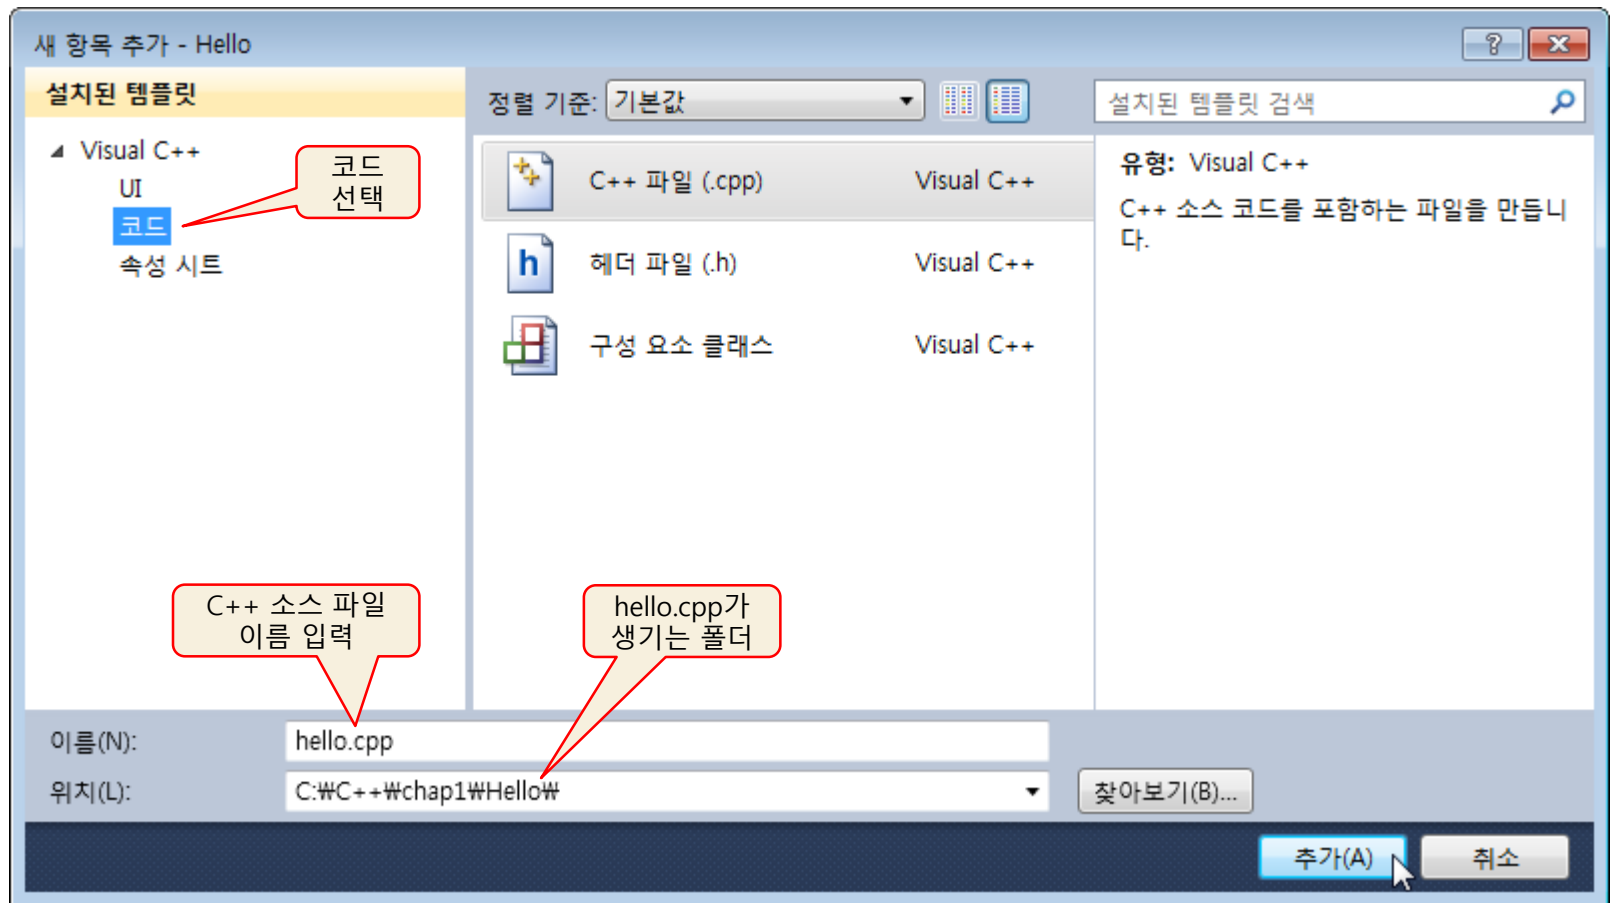 새 항목 추가 - Hello
설치된 템플릿
정렬 기준: 기본값
설치된 템플릿 검색
Visual C++
UI
코드
속성 시트
코드
선택
C++ 파일 (.cpp) Visual C++
헤더 파일 (.h) Visual C++
구성 요소 클래스 Visual C++
유형: Visual C++
C++ 소스 코드를 포함하는 파일을 만듭니
다.
C++ 소스 파일
이름 입력
hello.cpp가
생기는 폴더
이름(N): hello.cpp
위치(L): C:₩C++₩chap1₩Hello₩
찾아보기(B)...
추가(A) 취소